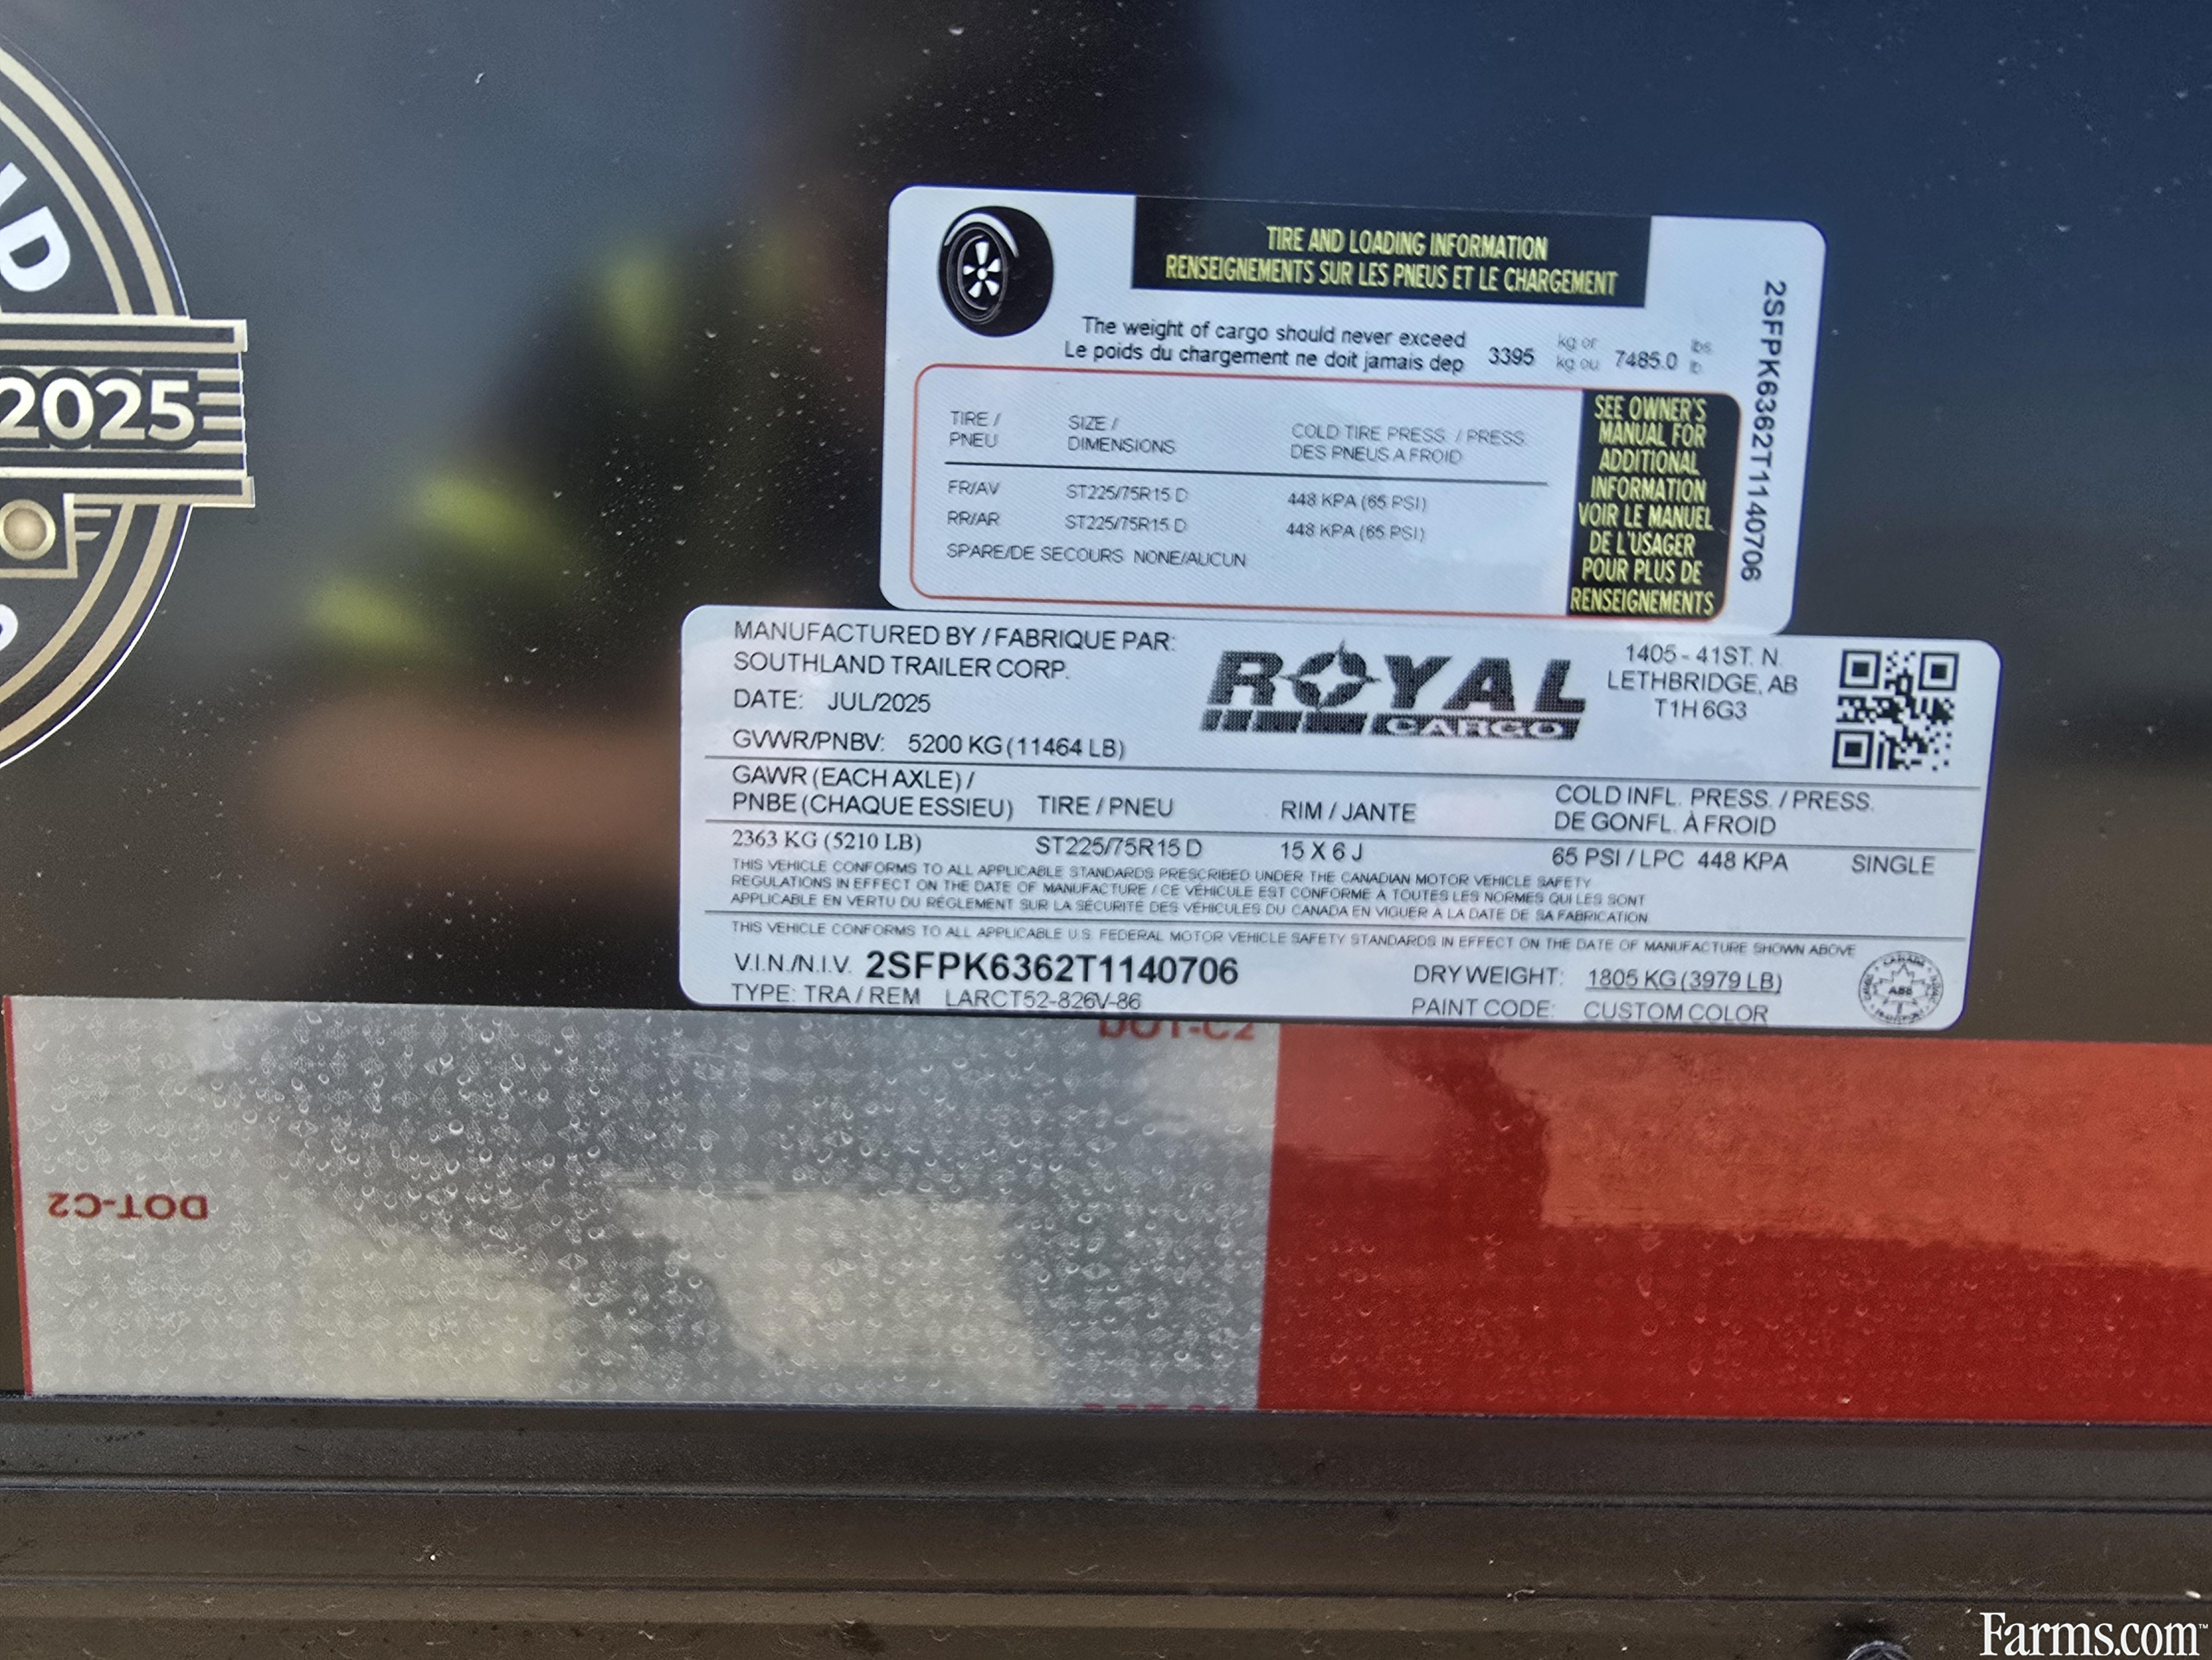 2025
TIRE AND LOADING INFORMATION
RENSEIGNEMENTS SUR LES PNEUS ET LE CHARGEMENT
The weight of cargo should never exceed
Le poids du chargement ne doit jamais dep
3395
kg or
kg ou
7485.0
lbs
lb
2SFPK6362T1140706
TIRE /
PNEU
SIZE /
DIMENSIONS
COLD TIRE PRESS. / PRESS.
DES PNEUS A FROID
FR/AV ST225/75R15 D 448 KPA (65 PSI)
RR/AR ST225/75R15 D 448 KPA (65 PSI)
SPARE/DE SECOURS NONE/AUCUN
SEE OWNER'S
MANUAL FOR
ADDITIONAL
INFORMATION
VOIR LE MANUEL
DE L'USAGER
POUR PLUS DE
RENSEIGNEMENTS
MANUFACTURED BY / FABRIQUE PAR:
SOUTHLAND TRAILER CORP.
DATE: JUL/2025
GVWR/PNBV: 5200 KG (11464 LB)
ROYAL
CARGO
1405 - 41ST. N.
LETHBRIDGE, AB
T1H 6G3
GAWR (EACH AXLE) /
PNBE (CHAQUE ESSIEU)
TIRE / PNEU
RIM / JANTE
COLD INFL. PRESS. / PRESS.
DE GONFL. À FROID
2363 KG (5210 LB) ST225/75R15 D 15 X 6 J 65 PSI / LPC 448 KPA SINGLE
THIS VEHICLE CONFORMS TO ALL APPLICABLE STANDARDS PRESCRIBED UNDER THE CANADIAN MOTOR VEHICLE SAFETY
REGULATIONS IN EFFECT ON THE DATE OF MANUFACTURE / CE VÉHICULE EST CONFORME À TOUTES LES NORMES QUI LES SONT
APPLICABLE EN VERTU DU RÉGLEMENT SUR LA SÉCURITÉ DES VÉHICULES DU CANADA EN VIGUER À LA DATE DE SA FABRICATION
THIS VEHICLE CONFORMS TO ALL APPLICABLE U.S. FEDERAL MOTOR VEHICLE SAFETY STANDARDS IN EFFECT ON THE DATE OF MANUFACTURE SHOWN ABOVE
V.I.N./N.I.V. 2SFPK6362T1140706
TYPE: TRA / REM LARCT52-826V-86
DRY WEIGHT: 1805 KG (3979 LB)
PAINT CODE: CUSTOM COLOR
DOT-C2
DOT-C2
Farms.com™